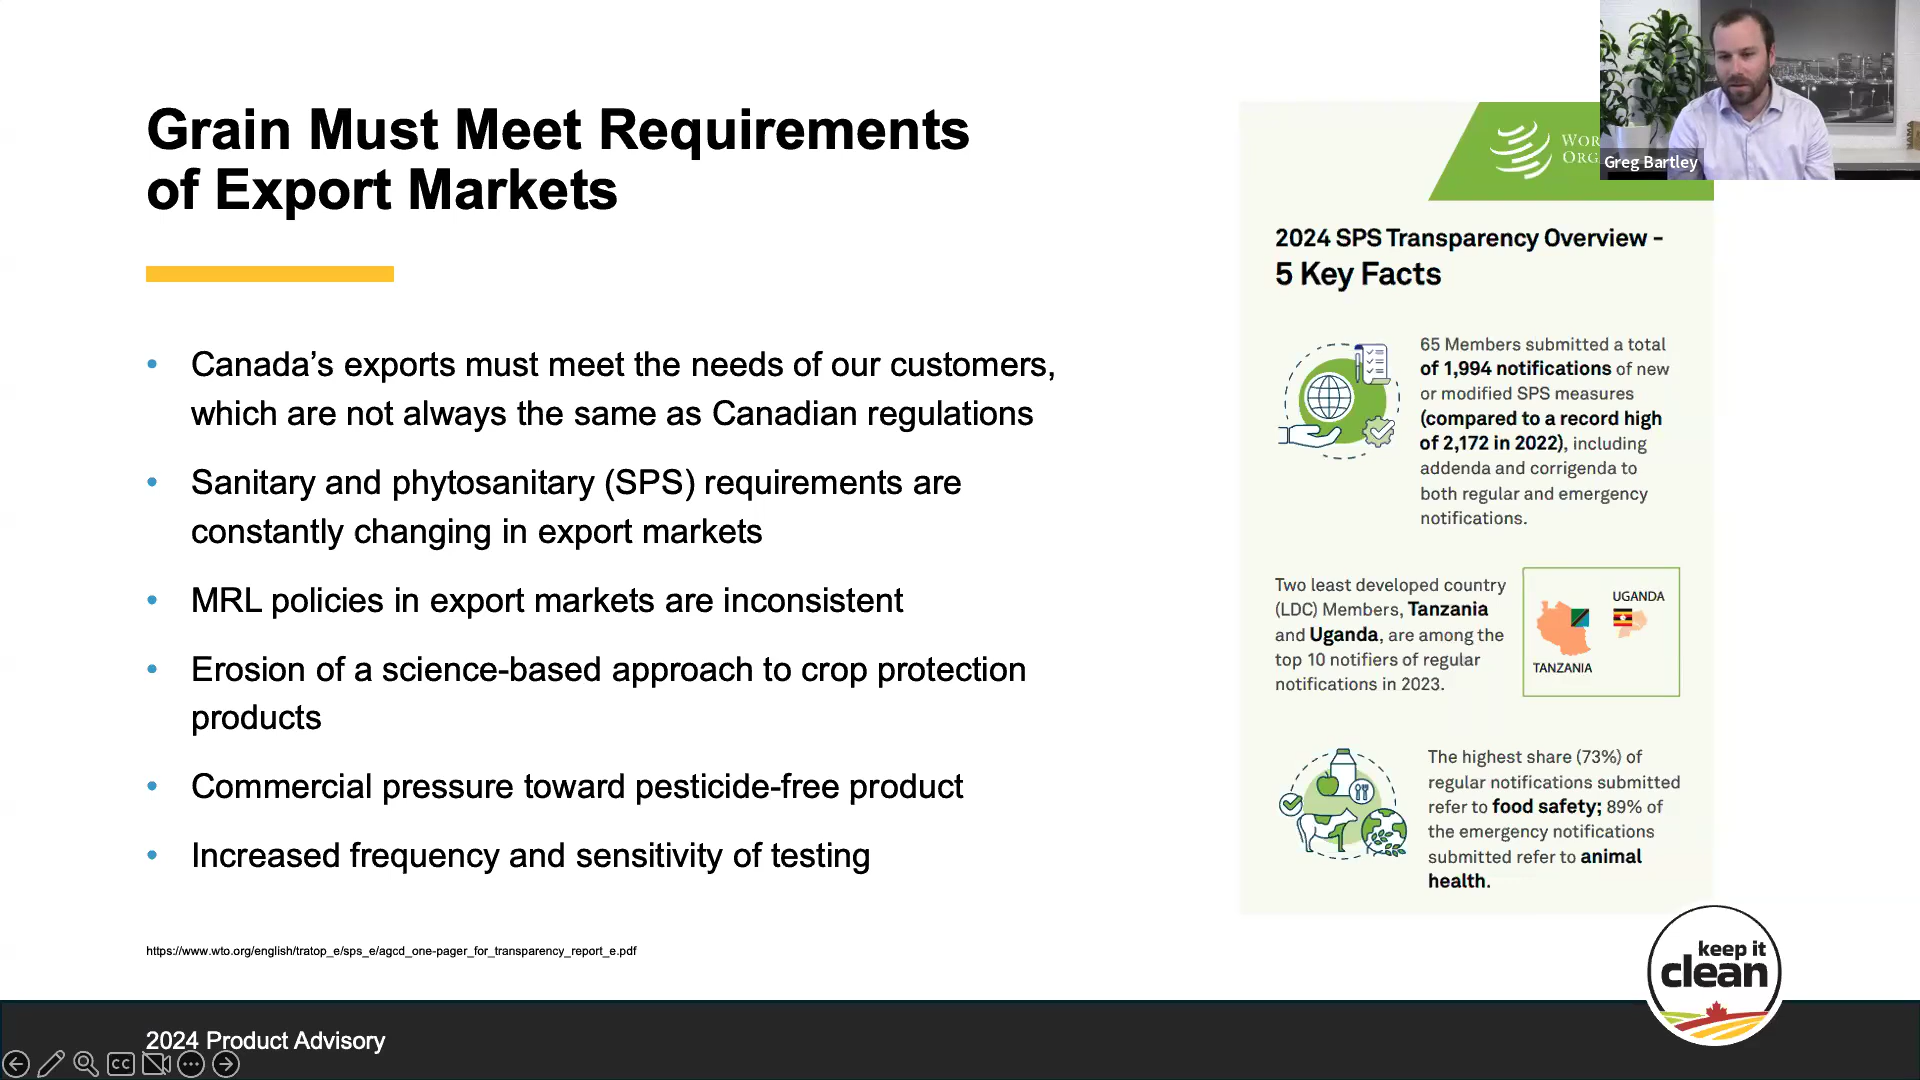 Grain Must Meet Requirements
of Export Markets
• Canada’s exports must meet the needs of our customers,
which are not always the same as Canadian regulations
• Sanitary and phytosanitary (SPS) requirements are
constantly changing in export markets
• MRL policies in export markets are inconsistent
• Erosion of a science-based approach to crop protection
products
• Commercial pressure toward pesticide-free product
• Increased frequency and sensitivity of testing
https://www.wto.org/english/tratop_e/sps_e/agcd_one-pager_for_transparency_report_e.pdf
2024 Product Advisory
CC
Greg Bartley
2024 SPS Transparency Overview -
5 Key Facts
65 Members submitted a total
of 1,994 notifications of new
or modified SPS measures
(compared to a record high
of 2,172 in 2022), including
addenda and corrigenda to
both regular and emergency
notifications.
Two least developed country
(LDC) Members, Tanzania
and Uganda, are among the
top 10 notifiers of regular
notifications in 2023.
UGANDA
TANZANIA
The highest share (73%) of
regular notifications submitted
refer to food safety; 89% of
the emergency notifications
submitted refer to animal
health.
keep it
clean